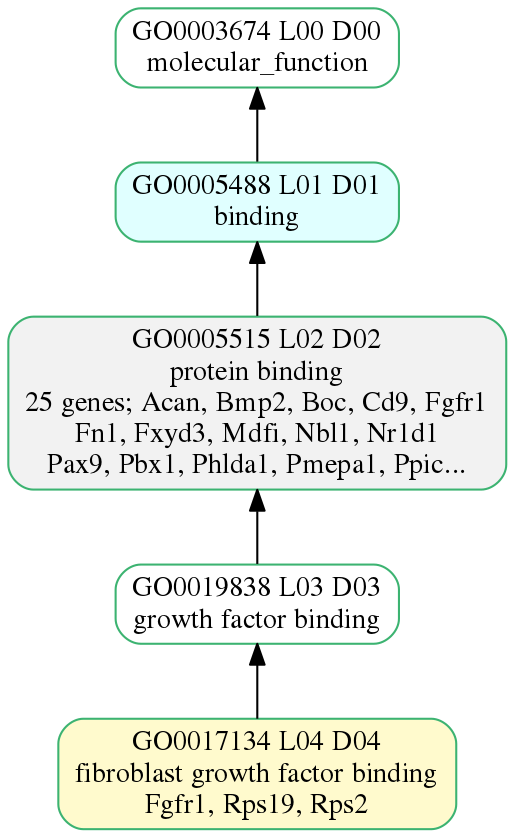 GO0003674 L00 D00
molecular_function
GO0005488 L01 D01
binding
GO0005515 L02 D02
protein binding
25 genes; Acan, Bmp2, Boc, Cd9, Fgfr1
Fn1, Fxyd3, Mdfi, Nbl1, Nr1d1
Pax9, Pbx1, Phlda1, Pmepa1, Ppic...
GO0019838 L03 D03
growth factor binding
GO0017134 L04 D04
fibroblast growth factor binding
Fgfr1, Rps19, Rps2